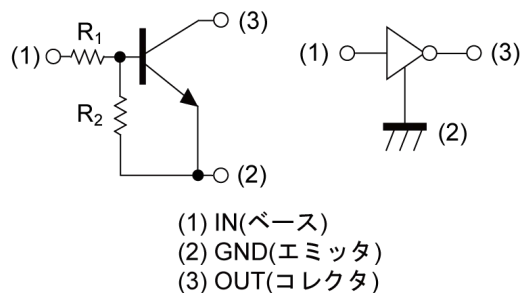 (3)
(1)
R1
R2
(2)
(1)
(3)
(2)
(1) IN(ベース)
(2) GND(エミッタ)
(3) OUT(コレクタ)